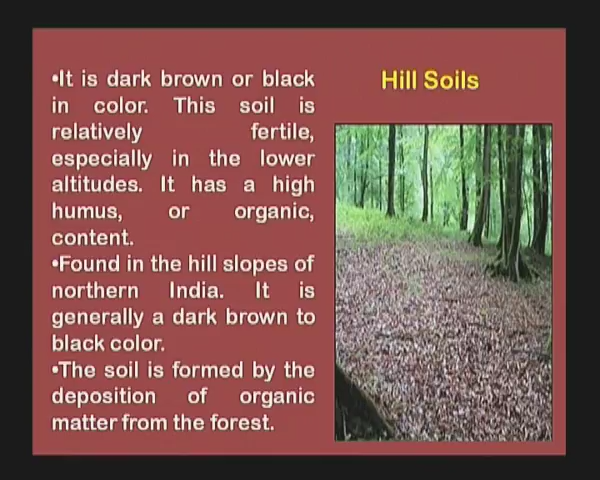 Hill Soils
•It is dark brown or black
in color. This soil is
relatively fertile,
especially in the lower
altitudes. It has a high
humus, or organic,
content.
•Found in the hill slopes of
northern India. It is
generally a dark brown to
black color.
•The soil is formed by the
deposition of organic
matter from the forest.